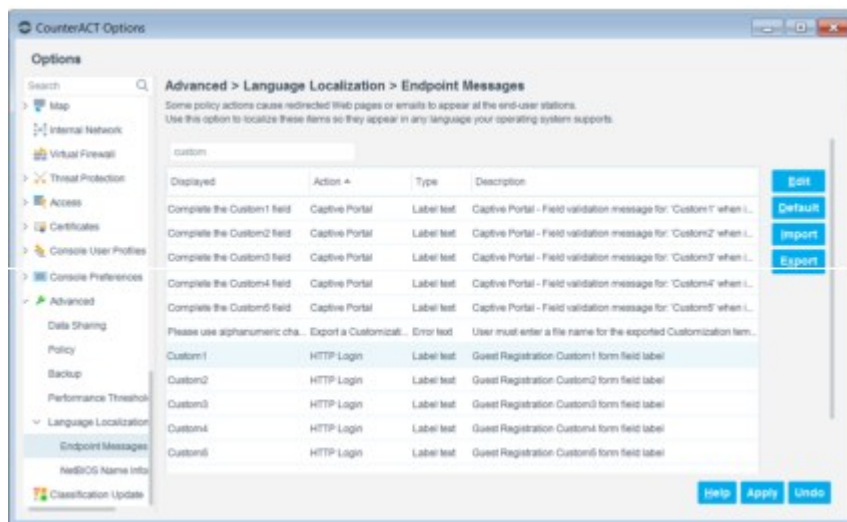 CounterACT Options
Options
Search
Map
Internal Network
Virtual Firewall
Threat Protection
Access
Certificates
Console User Profiles
Console Preferences
Advanced
Data Sharing
Policy
Backup
Performance Threshol
Language Localization
Endpoint Messages
NetBIOS Name Info
Classification Update
Advanced > Language Localization > Endpoint Messages
Some policy actions cause redirected Web pages or emails to appear at the end-user stations.
Use this option to localize these items so they appear in any language your operating system supports.
custom
Displayed Action Type Description
Complete the Custom1 field Captive Portal Label text Captive Portal - Field validation message for: 'Custom1' when i...
Complete the Custom2 field Captive Portal Label text Captive Portal - Field validation message for: 'Custom2' when i...
Complete the Custom3 field Captive Portal Label text Captive Portal - Field validation message for: 'Custom3' when i...
Complete the Custom4 field Captive Portal Label text Captive Portal - Field validation message for: 'Custom4' when i...
Complete the Custom5 field Captive Portal Label text Captive Portal - Field validation message for: 'Custom5' when i...
Please use alphanumeric cha... Export a Customizati... Error text User must enter a file name for the exported Customization tem...
Custom1 HTTP Login Label text Guest Registration Custom1 form field label
Custom2 HTTP Login Label text Guest Registration Custom2 form field label
Custom3 HTTP Login Label text Guest Registration Custom3 form field label
Custom4 HTTP Login Label text Guest Registration Custom4 form field label
Custom5 HTTP Login Label text Guest Registration Custom5 form field label
Edit
Default
Import
Export
Help Apply Undo